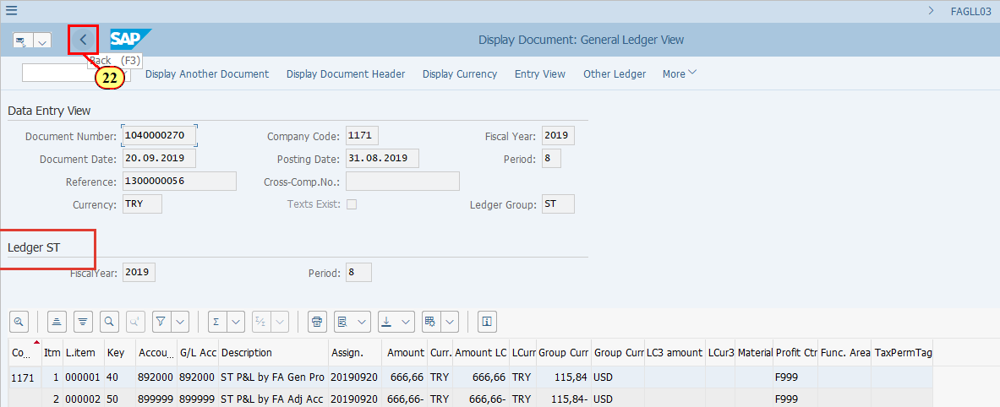 FAGLL03
SAP Display Document: General Ledger View
Back (F3)
22 Display Another Document Display Document Header Display Currency Entry View Other Ledger More
Data Entry View
Document Number: 1040000270 Company Code: 1171 Fiscal Year: 2019
Document Date: 20.09.2019 Posting Date: 31.08.2019 Period: 8
Reference: 1300000056 Cross-Comp.No.:
Currency: TRY Texts Exist: Ledger Group: ST
Ledger ST
FiscalYear: 2019 Period: 8
Co... Itm L.item Key Accou... G/L Acc Description Assign. Amount Curr. Amount LC LCurr Group Curr Group Curr LC3 amount LCur3 Material Profit Ctr Func. Area TaxPermTag
1171 1 000001 40 892000 892000 ST P&L by FA Gen Pro 20190920 666,66 TRY 666,66 TRY 115,84 USD F999
2 000002 50 899999 899999 ST P&L by FA Adj Acc 20190920 666,66- TRY 666,66- TRY 115,84- USD F999